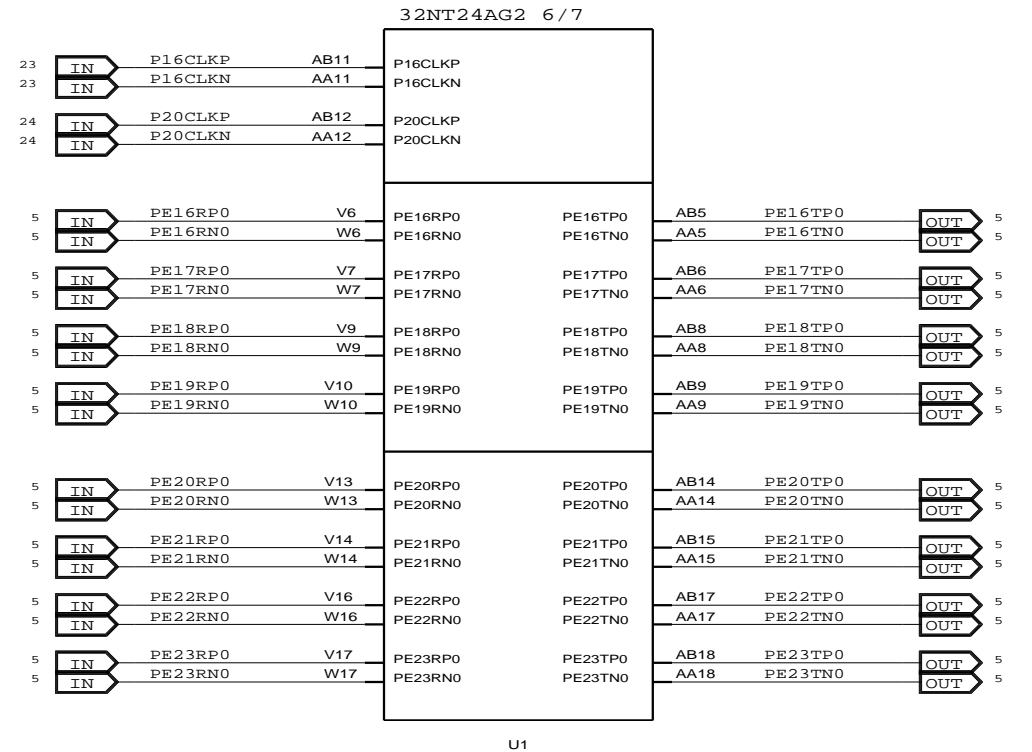 32NT24AG2 6/7
23 IN P16CLKP AB11 P16CLKP
23 IN P16CLKN AA11 P16CLKN
24 IN P20CLKP AB12 P20CLKP
24 IN P20CLKN AA12 P20CLKN
5 IN PE16RP0 V6 PE16RP0 PE16TP0 AB5 PE16TP0 OUT 5
5 IN PE16RN0 W6 PE16RN0 PE16TN0 AA5 PE16TN0 OUT 5
5 IN PE17RP0 V7 PE17RP0 PE17TP0 AB6 PE17TP0 OUT 5
5 IN PE17RN0 W7 PE17RN0 PE17TN0 AA6 PE17TN0 OUT 5
5 IN PE18RP0 V9 PE18RP0 PE18TP0 AB8 PE18TP0 OUT 5
5 IN PE18RN0 W9 PE18RN0 PE18TN0 AA8 PE18TN0 OUT 5
5 IN PE19RP0 V10 PE19RP0 PE19TP0 AB9 PE19TP0 OUT 5
5 IN PE19RN0 W10 PE19RN0 PE19TN0 AA9 PE19TN0 OUT 5
5 IN PE20RP0 V13 PE20RP0 PE20TP0 AB14 PE20TP0 OUT 5
5 IN PE20RN0 W13 PE20RN0 PE20TN0 AA14 PE20TN0 OUT 5
5 IN PE21RP0 V14 PE21RP0 PE21TP0 AB15 PE21TP0 OUT 5
5 IN PE21RN0 W14 PE21RN0 PE21TN0 AA15 PE21TN0 OUT 5
5 IN PE22RP0 V16 PE22RP0 PE22TP0 AB17 PE22TP0 OUT 5
5 IN PE22RN0 W16 PE22RN0 PE22TN0 AA17 PE22TN0 OUT 5
5 IN PE23RP0 V17 PE23RP0 PE23TP0 AB18 PE23TP0 OUT 5
5 IN PE23RN0 W17 PE23RN0 PE23TN0 AA18 PE23TN0 OUT 5
U1